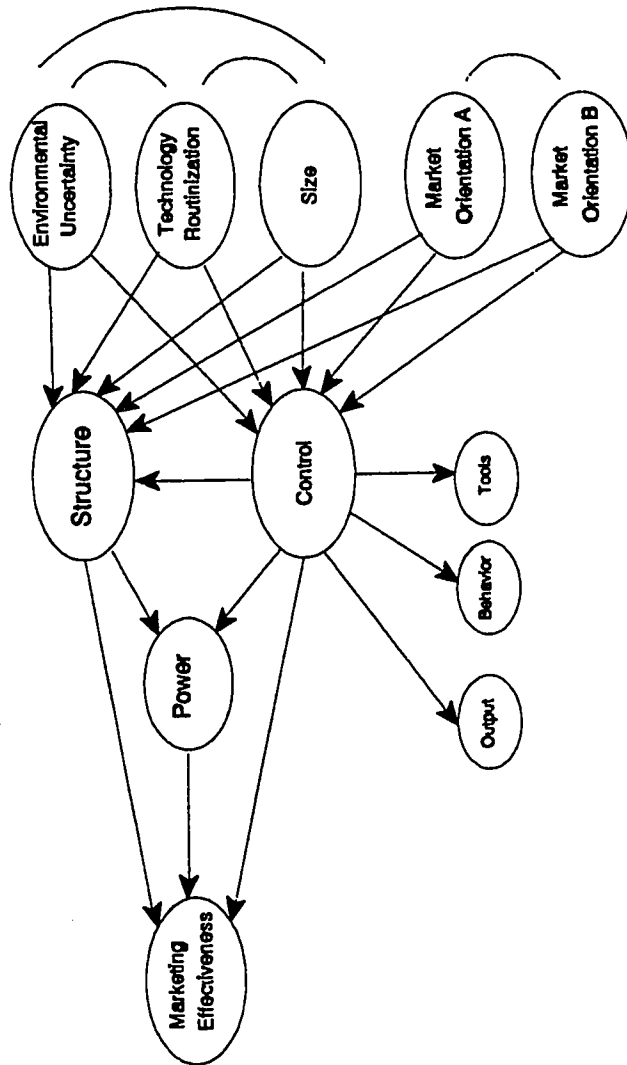 Environmental
Uncertainty
Technology
Routinization
Size
Market
Orientation A
Market
Orientation B
Structure
Control
Power
Tools
Behavior
Output
Marketing
Effectiveness